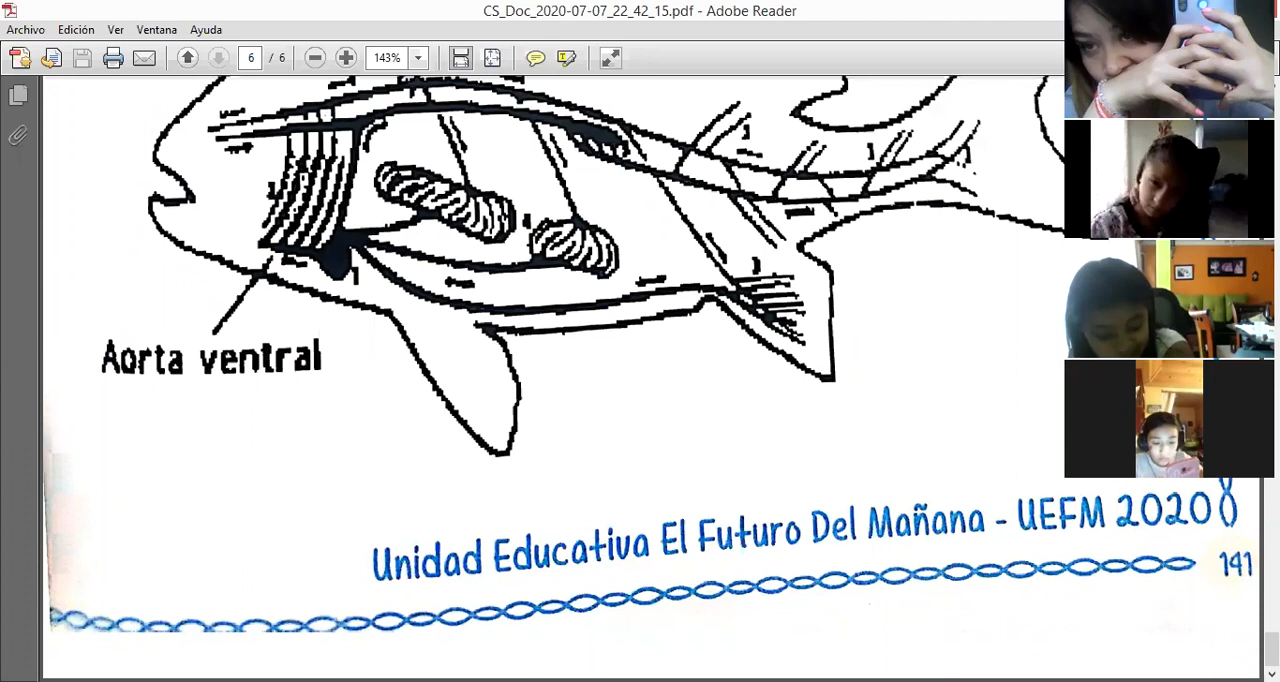 CS_Doc_2020-07-07_22_42_15.pdf - Adobe Reader
Archivo Edición Ver Ventana Ayuda
6 / 6 143%
Aorta ventral
Unidad Educativa El Futuro Del Mañana - UEFM 2020
141